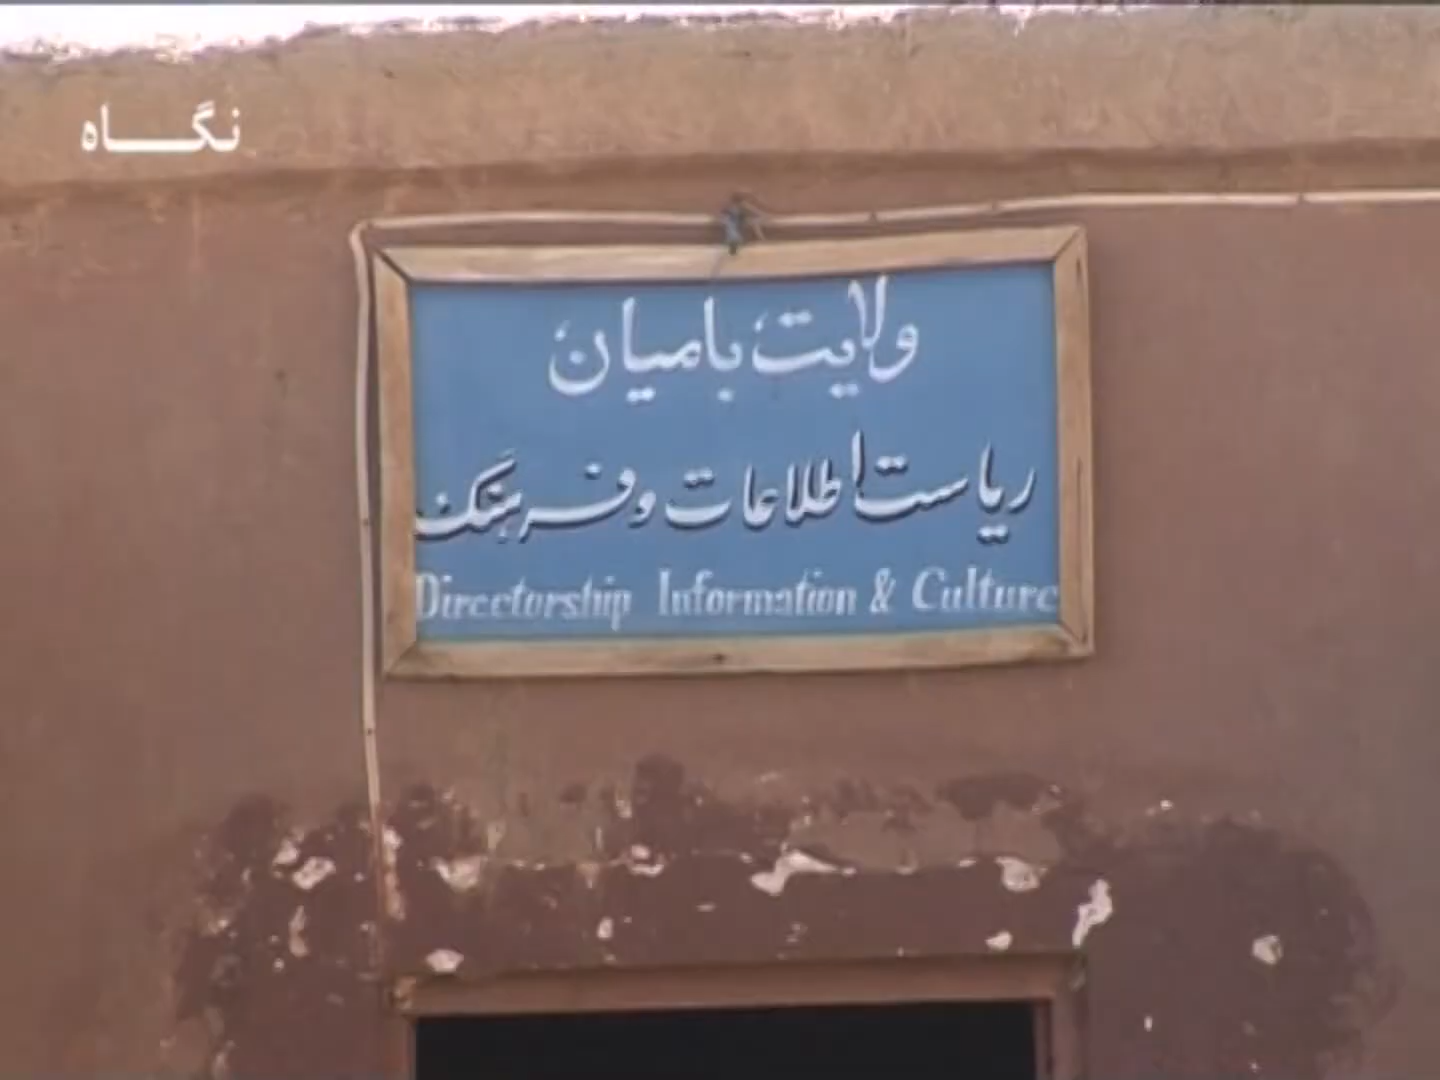 نگاه
ولایت بامیان
ریاست اطلاعات و فرهنگ
Directorship Information & Culture